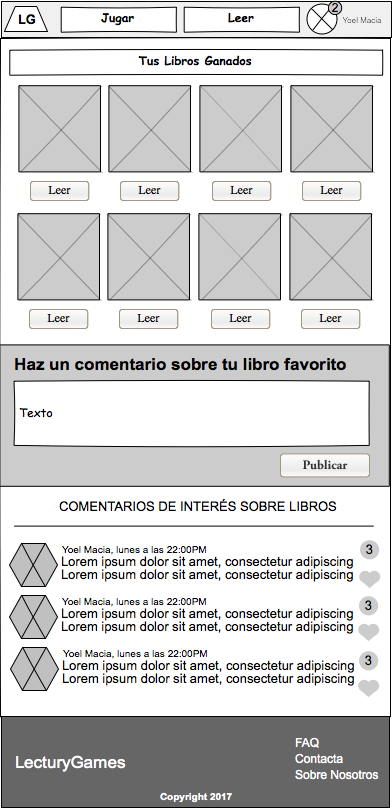 LG
Jugar
Leer
2
Yoel Macia
Tus Libros Ganados
Leer
Leer
Leer
Leer
Leer
Leer
Leer
Leer
Haz un comentario sobre tu libro favorito
Texto
Publicar
COMENTARIOS DE INTERÉS SOBRE LIBROS
Yoel Macia, lunes a las 22:00PM
3
Lorem ipsum dolor sit amet, consectetur adipiscing
Lorem ipsum dolor sit amet, consectetur adipiscing
Yoel Macia, lunes a las 22:00PM
3
Lorem ipsum dolor sit amet, consectetur adipiscing
Lorem ipsum dolor sit amet, consectetur adipiscing
Yoel Macia, lunes a las 22:00PM
3
Lorem ipsum dolor sit amet, consectetur adipiscing
Lorem ipsum dolor sit amet, consectetur adipiscing
LecturyGames
FAQ
Contacta
Sobre Nosotros
Copyright 2017